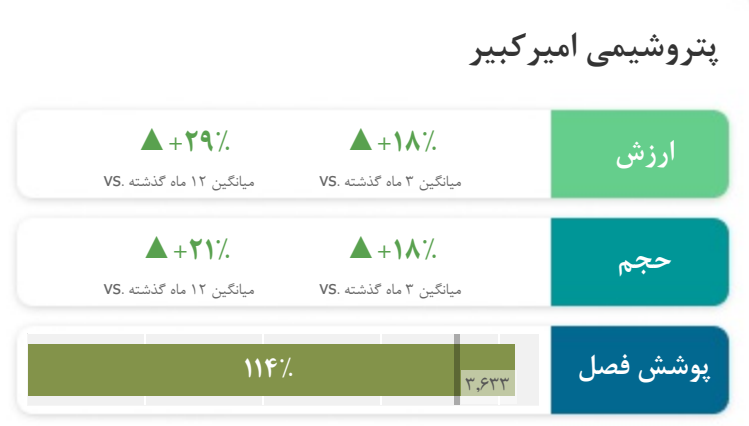 پتروشیمی امیرکبیر
ارزش
+۱۸٪ ▲
میانگین ۳ ماه گذشته .VS
+۲۹٪ ▲
میانگین ۱۲ ماه گذشته .VS
حجم
+۱۸٪ ▲
میانگین ۳ ماه گذشته .VS
+۲۱٪ ▲
میانگین ۱۲ ماه گذشته .VS
پوشش فصل
۱۱۴٪
۳,۶۳۳